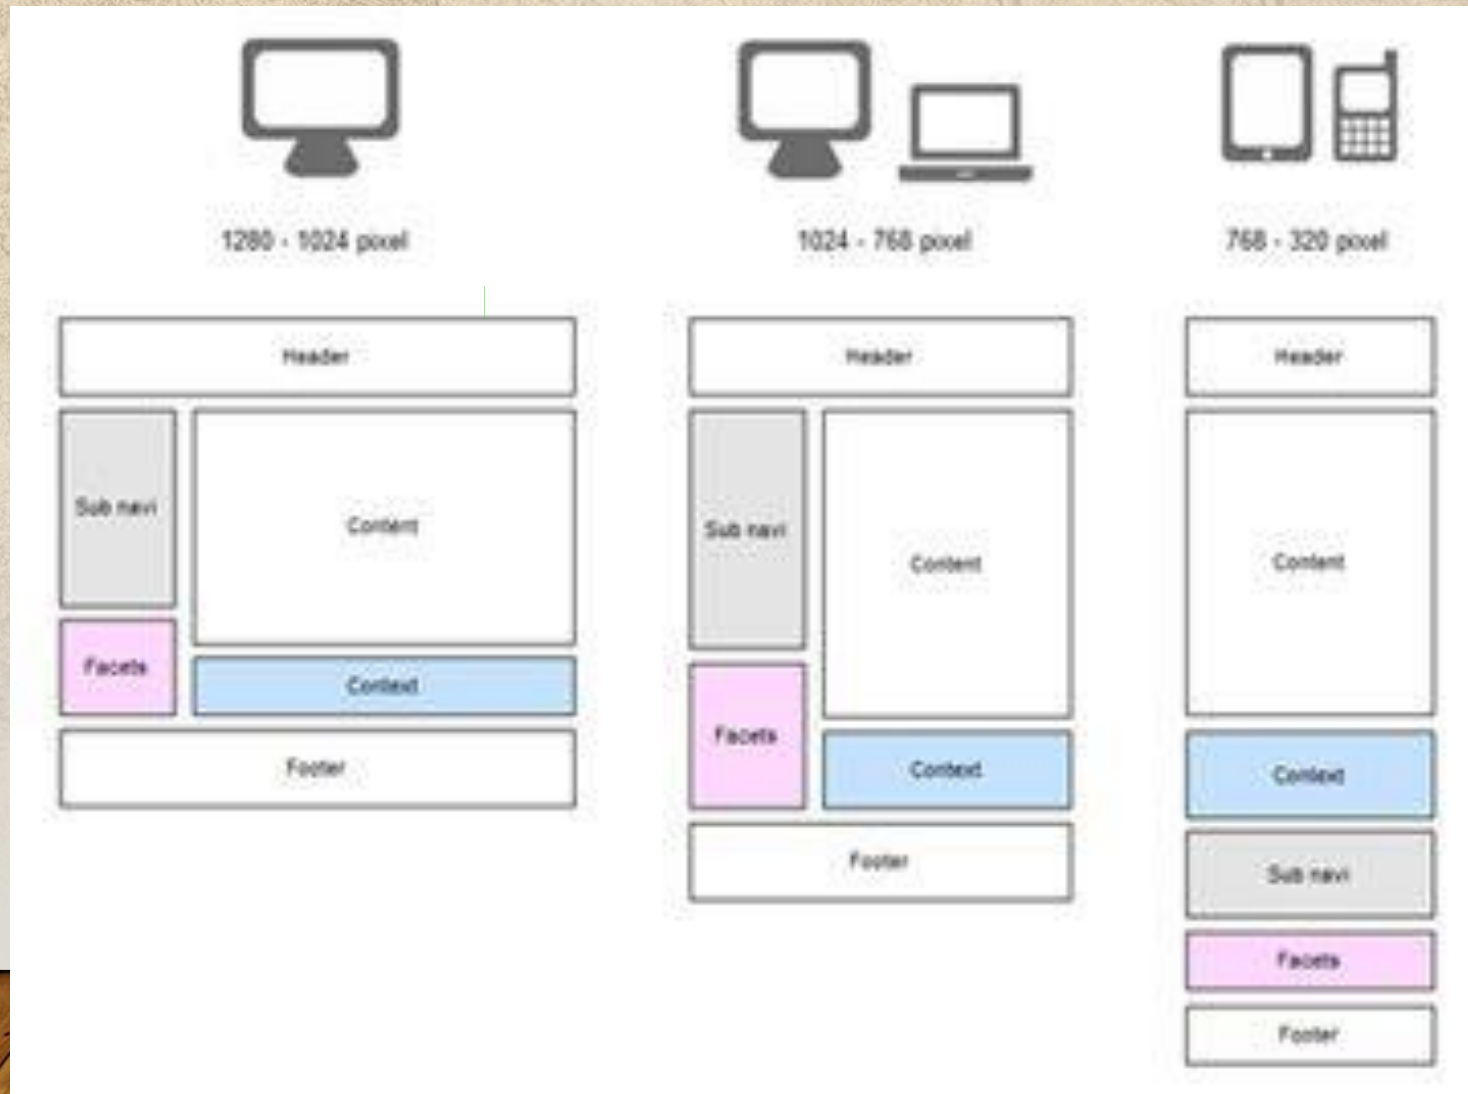 1280 - 1024 pixel
1024 - 768 pixel
768 - 320 pixel
Header
Sub navi
Content
Facets
Context
Footer
Header
Sub navi
Content
Facets
Context
Footer
Header
Content
Context
Sub navi
Facets
Footer